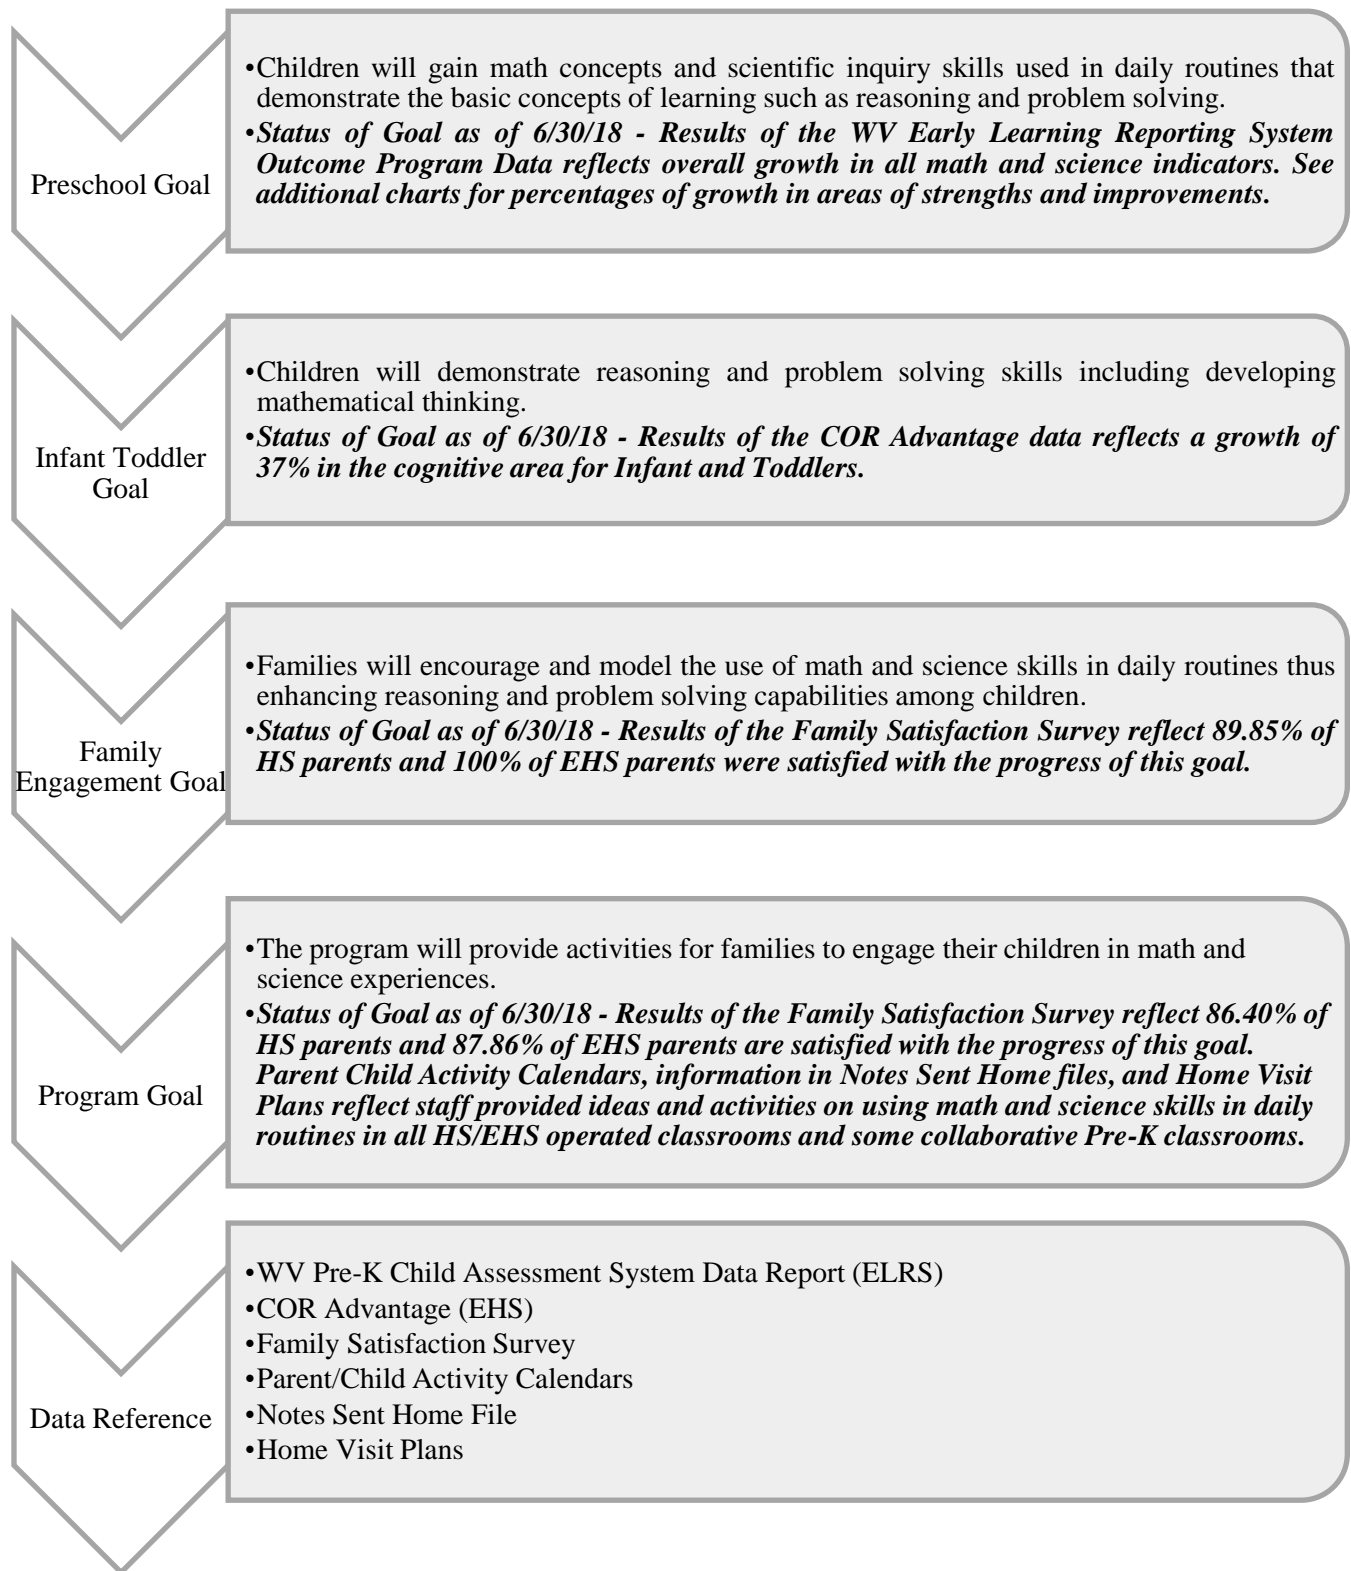 Preschool Goal
•Children will gain math concepts and scientific inquiry skills used in daily routines that
demonstrate the basic concepts of learning such as reasoning and problem solving.
•Status of Goal as of 6/30/18 - Results of the WV Early Learning Reporting System
Outcome Program Data reflects overall growth in all math and science indicators. See
additional charts for percentages of growth in areas of strengths and improvements.
Infant Toddler
Goal
•Children will demonstrate reasoning and problem solving skills including developing
mathematical thinking.
•Status of Goal as of 6/30/18 - Results of the COR Advantage data reflects a growth of
37% in the cognitive area for Infant and Toddlers.
Family
Engagement Goal
•Families will encourage and model the use of math and science skills in daily routines thus
enhancing reasoning and problem solving capabilities among children.
•Status of Goal as of 6/30/18 - Results of the Family Satisfaction Survey reflect 89.85% of
HS parents and 100% of EHS parents were satisfied with the progress of this goal.
Program Goal
•The program will provide activities for families to engage their children in math and
science experiences.
•Status of Goal as of 6/30/18 - Results of the Family Satisfaction Survey reflect 86.40% of
HS parents and 87.86% of EHS parents are satisfied with the progress of this goal.
Parent Child Activity Calendars, information in Notes Sent Home files, and Home Visit
Plans reflect staff provided ideas and activities on using math and science skills in daily
routines in all HS/EHS operated classrooms and some collaborative Pre-K classrooms.
Data Reference
•WV Pre-K Child Assessment System Data Report (ELRS)
•COR Advantage (EHS)
•Family Satisfaction Survey
•Parent/Child Activity Calendars
•Notes Sent Home File
•Home Visit Plans